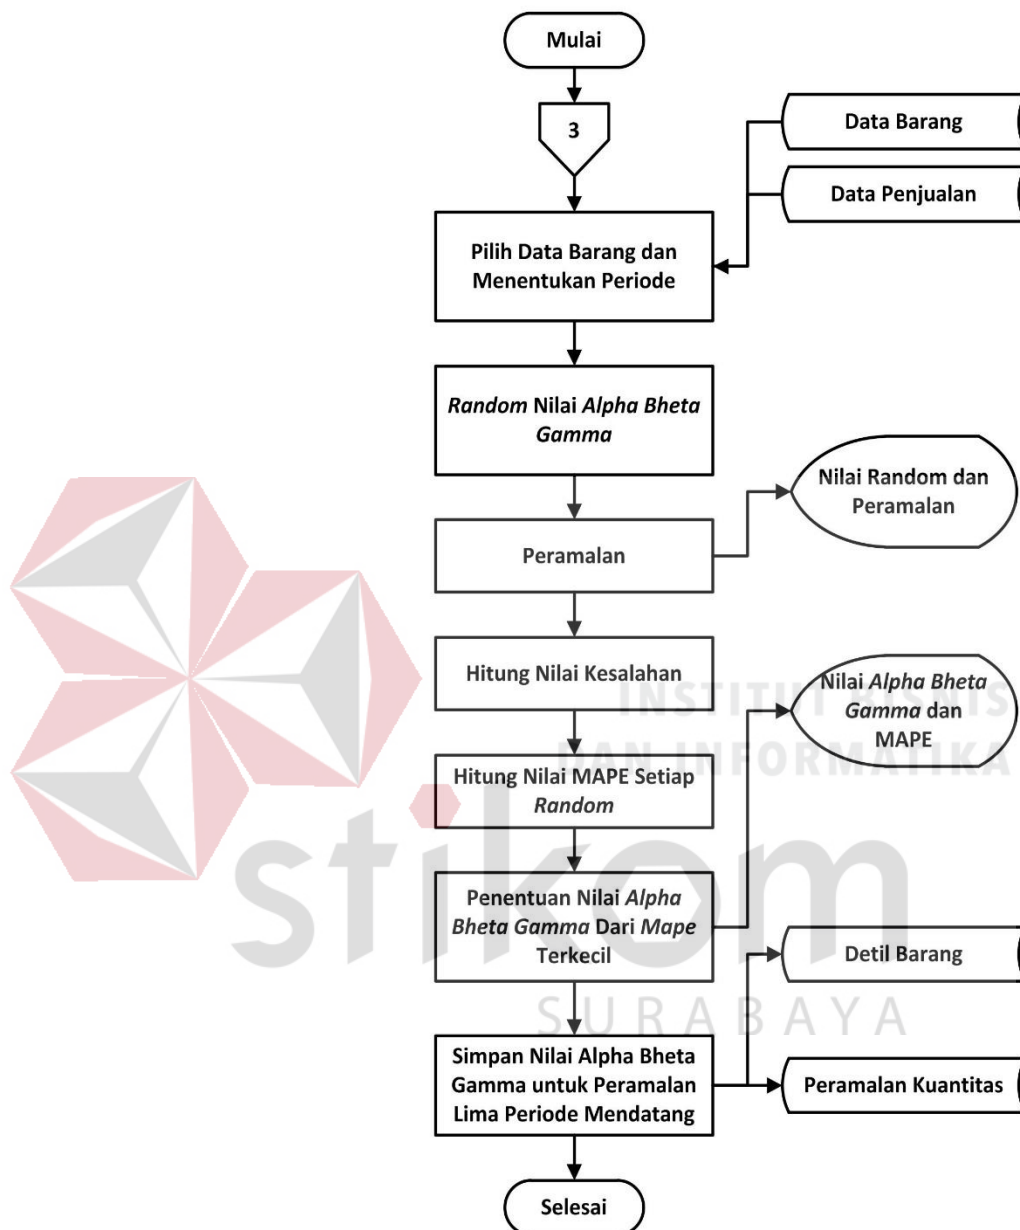 Mulai
3
Data Barang
Data Penjualan
Pilih Data Barang dan
Menentukan Periode
Random Nilai Alpha Bheta
Gamma
Nilai Random dan
Peramalan
Peramalan
Hitung Nilai Kesalahan
Nilai Alpha Bheta
Gamma dan
MAPE
INSTITUT BISNIS
DAN INFORMATIKA
Hitung Nilai MAPE Setiap
Random
stikom
SURABAYA
Penentuan Nilai Alpha
Bheta Gamma Dari Mape
Terkecil
Detil Barang
Simpan Nilai Alpha Bheta
Gamma untuk Peramalan
Lima Periode Mendatang
Peramalan Kuantitas
Selesai